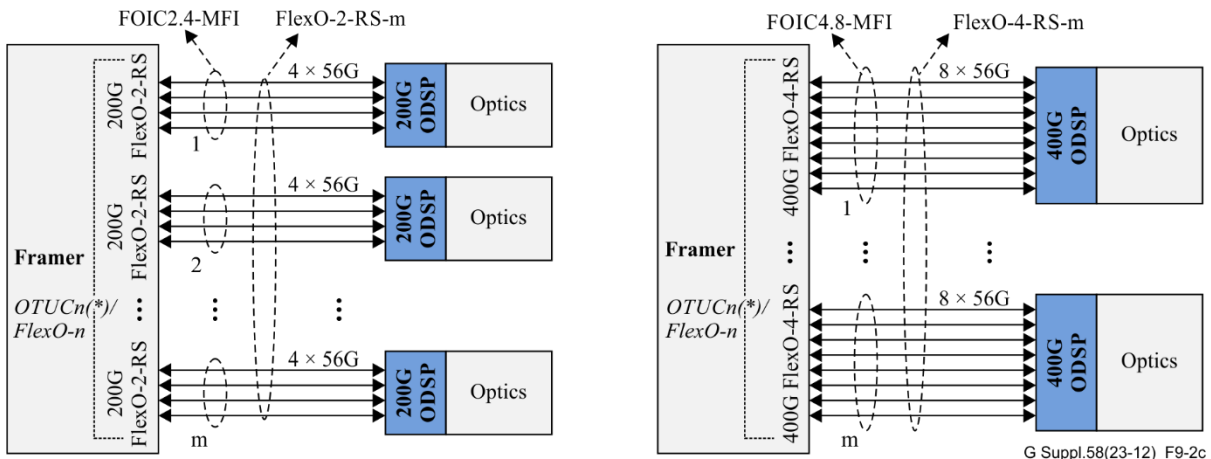 FOIC2.4-MFI
FlexO-2-RS-m
4 × 56G
200G
FlexO-2-RS
200G
ODSP
Optics
1
4 × 56G
200G
FlexO-2-RS
200G
ODSP
Optics
2
Framer
OTUCn(*)/
FlexO-n
...
...
...
4 × 56G
200G
FlexO-2-RS
200G
ODSP
Optics
m
FOIC4.8-MFI
FlexO-4-RS-m
8 × 56G
400G FlexO-4-RS
400G
ODSP
Optics
1
Framer
OTUCn(*)/
FlexO-n
...
...
...
8 × 56G
400G FlexO-4-RS
400G
ODSP
Optics
m
G Suppl.58(23-12)_F9-2c